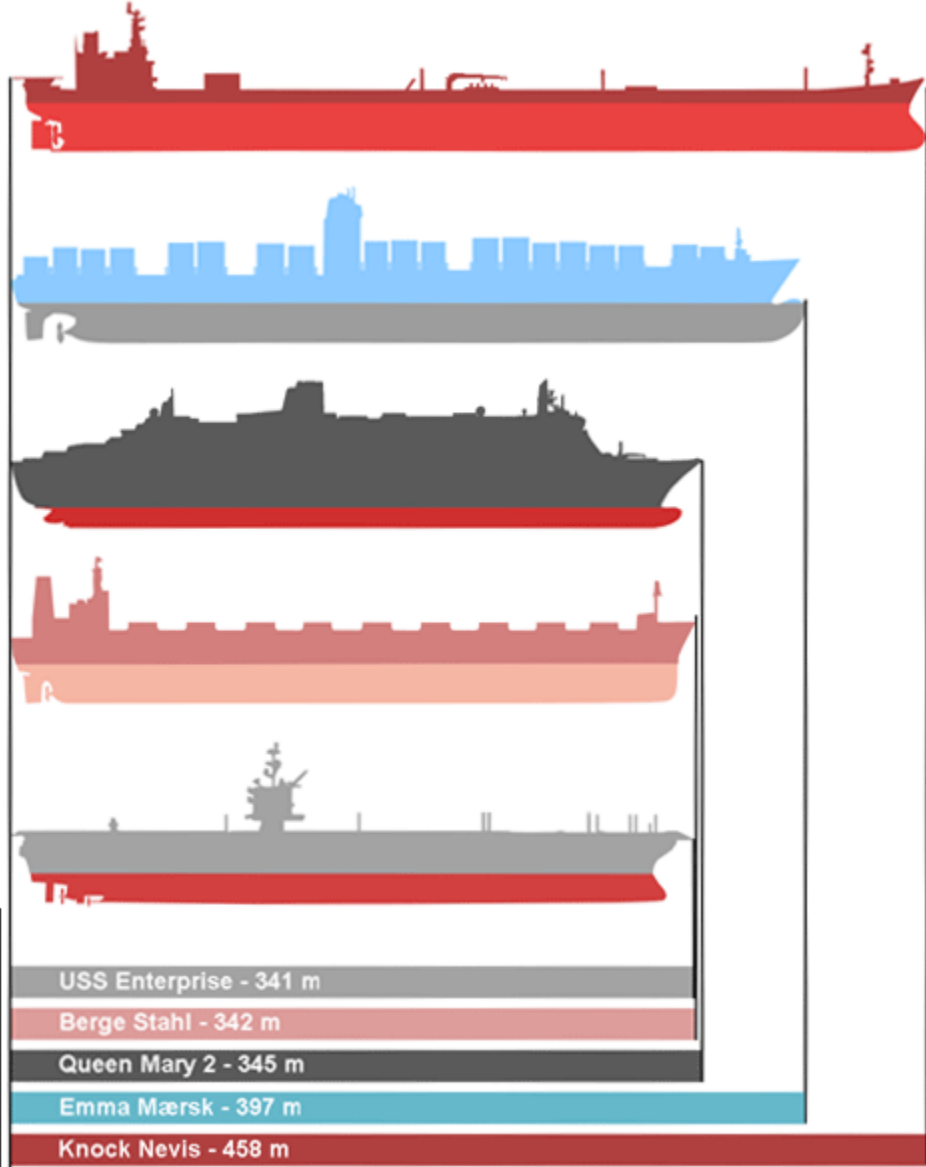 USS Enterprise - 341 m
Berge Stahl - 342 m
Queen Mary 2 - 345 m
Emma Mærsk - 397 m
Knock Nevis - 458 m